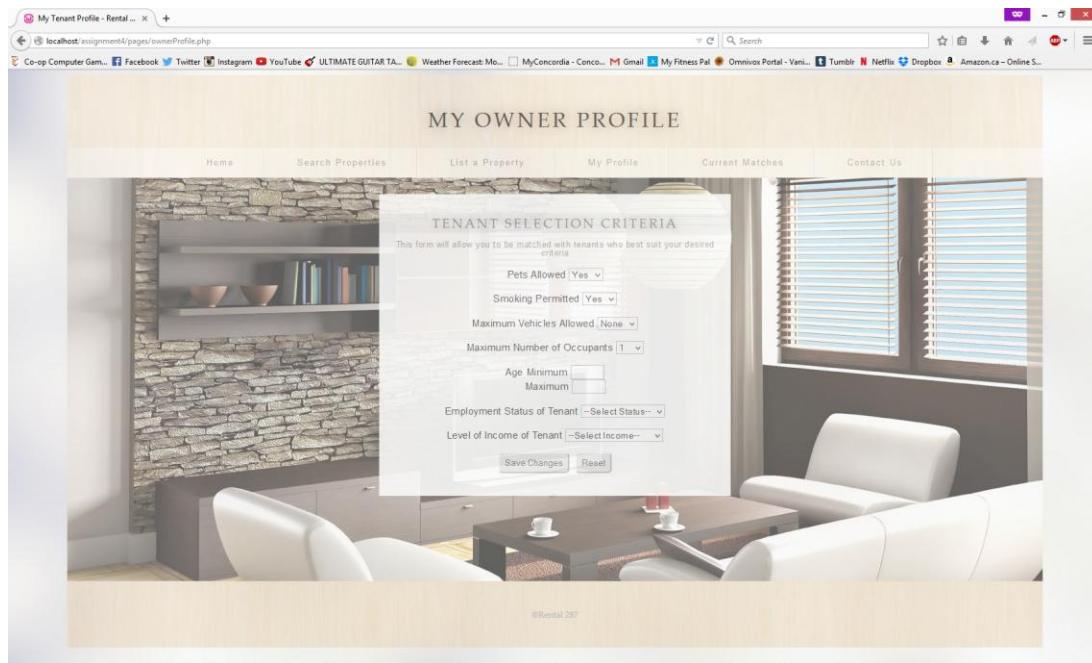 My Tenant Profile - Rental ...
localhost/assignment4/pages/ownerProfile.php
Search
Co-op Computer Gam... Facebook Twitter Instagram YouTube ULTIMATE GUITAR TA... Weather Forecast: Mo... MyConcordia - Conco... Gmail My Fitness Pal Omnivox Portal - Vani... Tumblr Netflix Dropbox Amazon.ca – Online S...
MY OWNER PROFILE
Home Search Properties List a Property My Profile Current Matches Contact Us
TENANT SELECTION CRITERIA
This form will allow you to be matched with tenants who best suit your desired
criteria
Pets Allowed Yes
Smoking Permitted Yes
Maximum Vehicles Allowed None
Maximum Number of Occupants 1
Age Minimum
Maximum
Employment Status of Tenant --Select Status--
Level of Income of Tenant --Select Income--
Save Changes Reset
©Rental 287